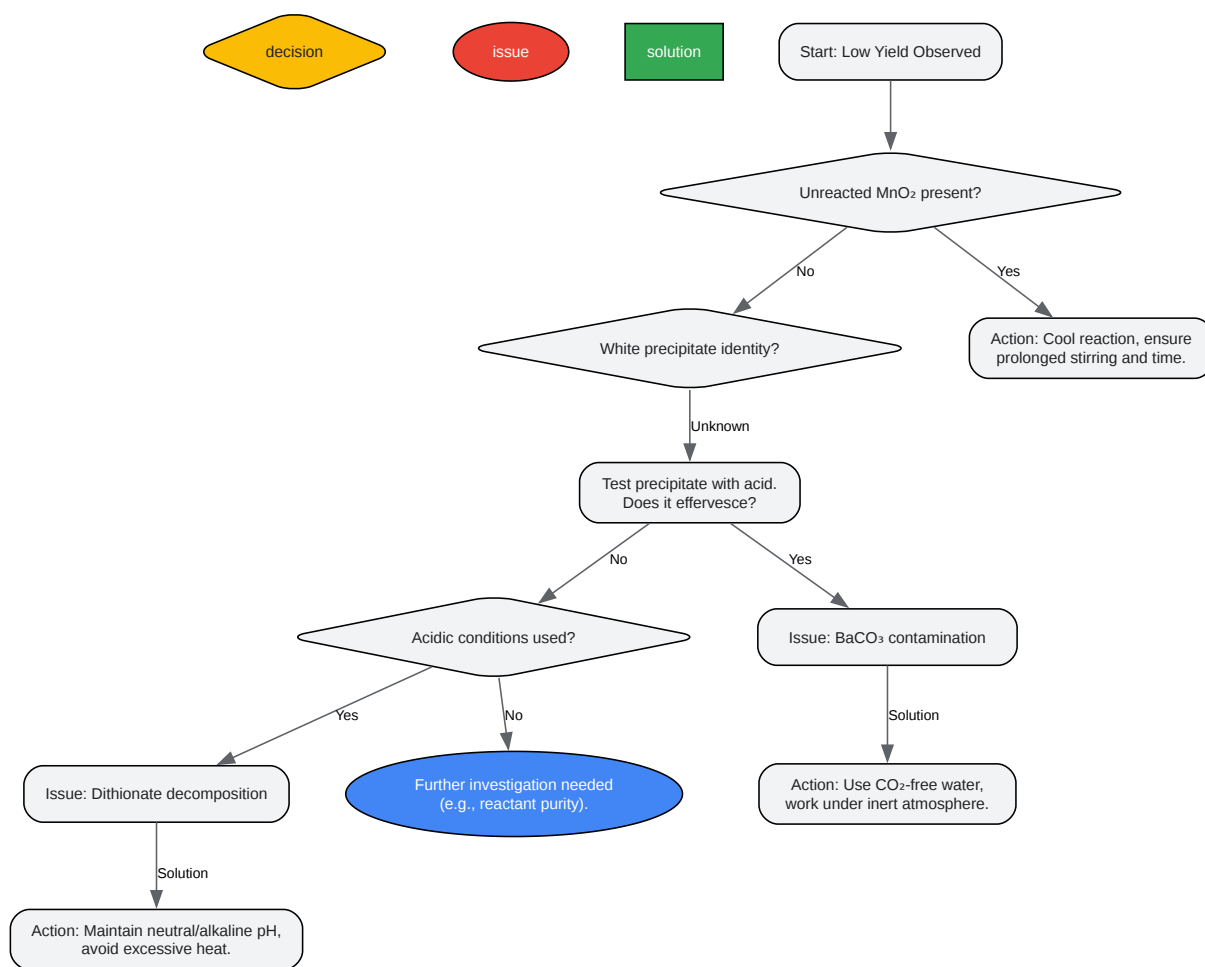 decision
issue
solution
Start: Low Yield Observed
Unreacted MnO₂ present?
No
Yes
White precipitate identity?
Action: Cool reaction, ensure
prolonged stirring and time.
Unknown
Test precipitate with acid.
Does it effervesce?
No
Yes
Acidic conditions used?
Issue: BaCO₃ contamination
Yes
No
Solution
Issue: Dithionate decomposition
Further investigation needed
(e.g., reactant purity).
Action: Use CO₂-free water,
work under inert atmosphere.
Solution
Action: Maintain neutral/alkaline pH,
avoid excessive heat.